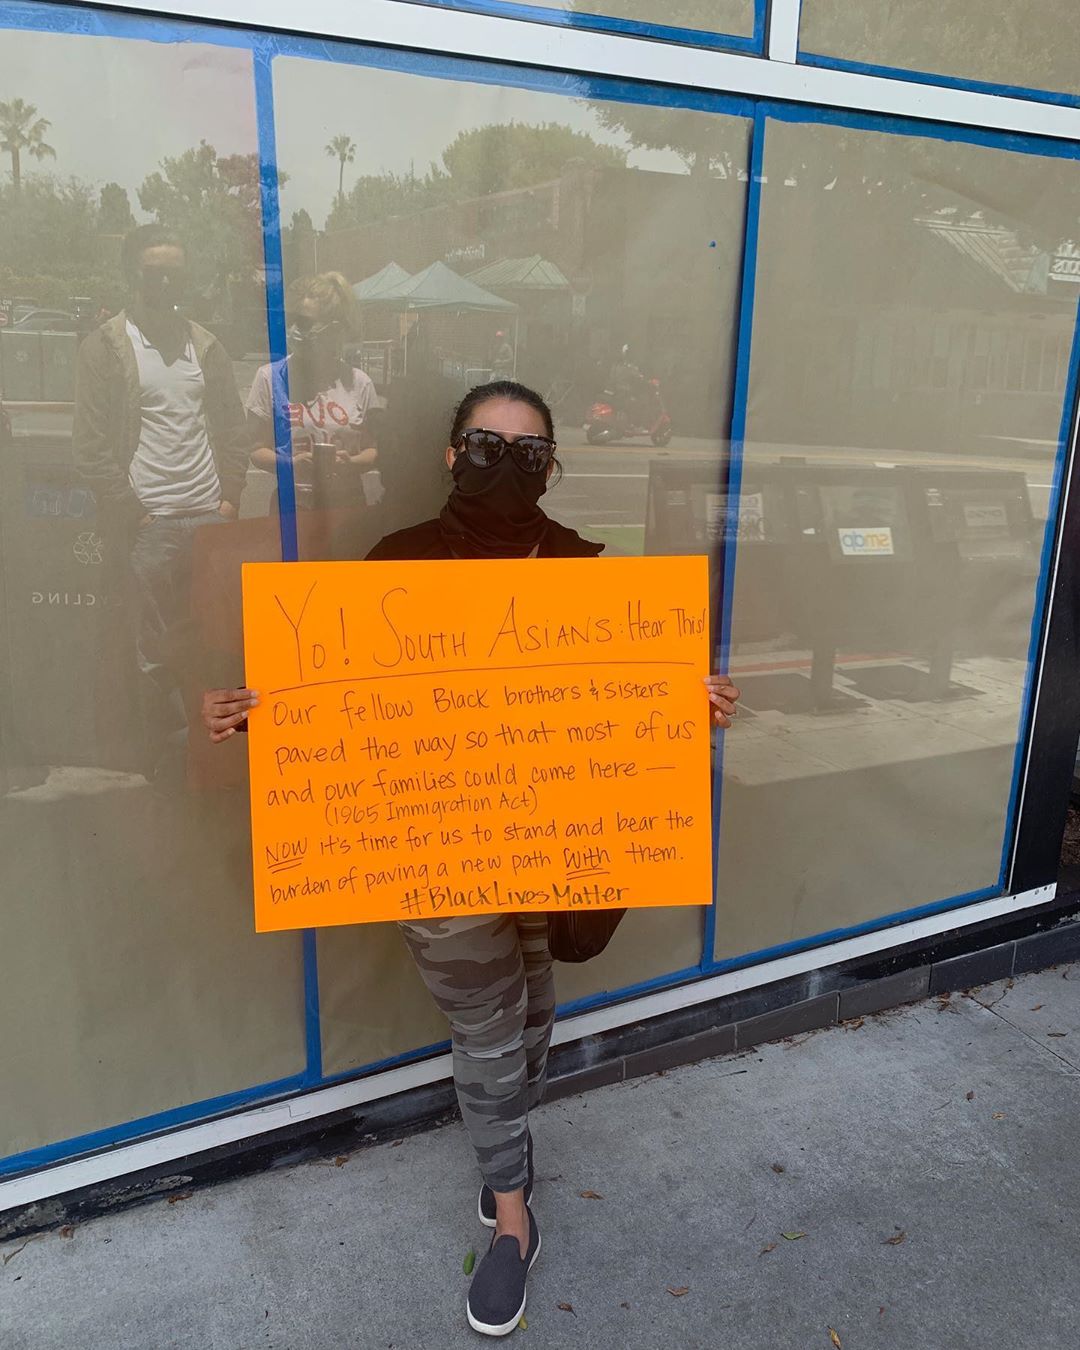 Yo! South Asians: Hear This!
Our fellow Black brothers & sisters
paved the way so that most of us
and our families could come here —
(1965 Immigration Act)
NOW it's time for us to stand and bear the
burden of paving a new path with them.
#BlackLivesMatter
OVE
CYCLING
smdp